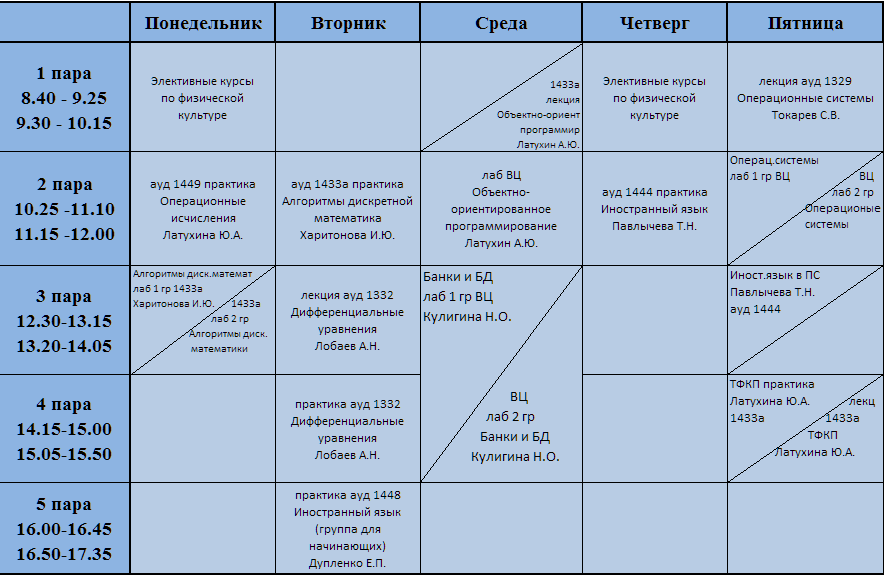 Понедельник
Вторник
Среда
Четверг
Пятница
1 пара
8.40 - 9.25
9.30 - 10.15
Элективные курсы
по физической
культуре
1433а
лекция
Объектно-ориент
программир
Латухин А.Ю.
Элективные курсы
по физической
культуре
лекция ауд 1329
Операционные системы
Токарев С.В.
2 пара
10.25 -11.10
11.15 -12.00
ауд 1449 практика
Операционные
исчисления
Латухина Ю.А.
ауд 1433а практика
Алгоритмы дискретной
математика
Харитонова И.Ю.
лаб ВЦ
Объектно-
ориентированное
программирование
Латухин А.Ю.
ауд 1444 практика
Иностранный язык
Павлычева Т.Н.
Операц.системы
лаб 1 гр ВЦ
ВЦ
лаб 2 гр
Операционые
системы
3 пара
12.30-13.15
13.20-14.05
Алгоритмы диск.математ
лаб 1 гр 1433а
Харитонова И.Ю.
1433а
лаб 2 гр
Алгоритмы диск.
математики
лекция ауд 1332
Дифференциальные
уравнения
Лобаев А.Н.
Банки и БД
лаб 1 гр ВЦ
Кулигина Н.О.
Иност.язык в ПС
Павлычева Т.Н.
ауд 1444
4 пара
14.15-15.00
15.05-15.50
практика ауд 1332
Дифференциальные
уравнения
Лобаев А.Н.
ВЦ
лаб 2 гр
Банки и БД
Кулигина Н.О.
ТФКП практика
Латухина Ю.А.
1433а
лекц
1433а
ТФКП
Латухина Ю.А.
5 пара
16.00-16.45
16.50-17.35
практика ауд 1448
Иностранный язык
(группа для
начинающих)
Дупленко Е.П.